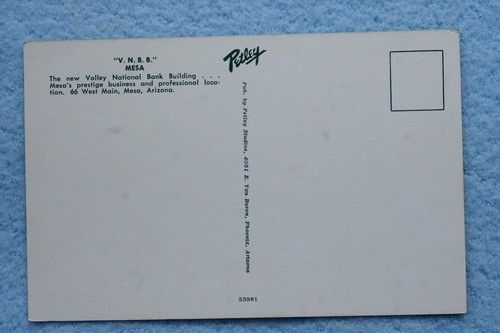 "V. N. B. B."
MESA
The new Valley National Bank Building . . .
Mesa's prestige business and professional loca-
tion. 66 West Main, Mesa, Arizona.
Petley
Pub. by Petley Studios, 4051 E. Van Buren, Phoenix, Arizona
53981